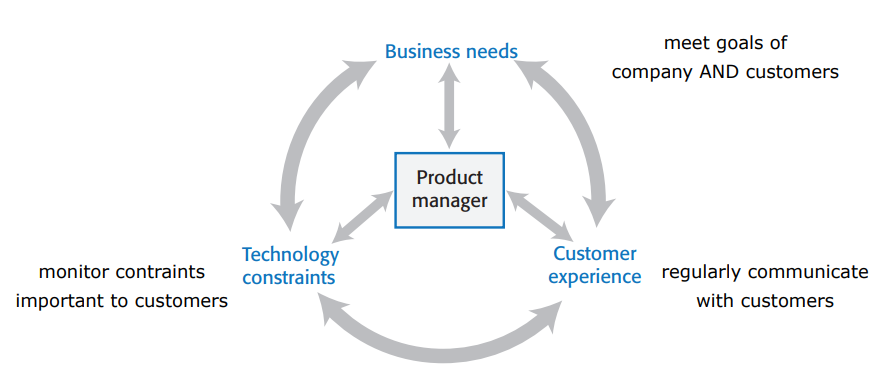 Business needs
meet goals of
company AND customers
Product
manager
Technology
constraints
monitor contraints
important to customers
Customer
experience
regularly communicate
with customers